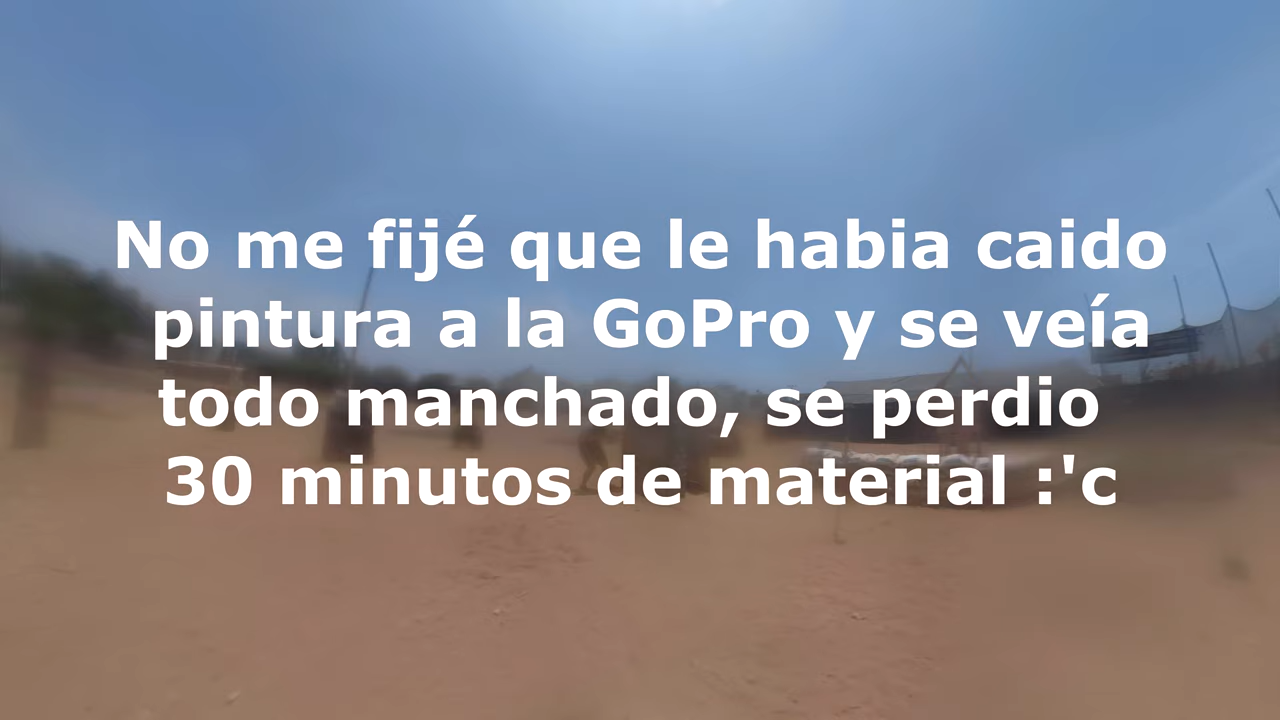 No me fijé que le habia caido
pintura a la GoPro y se veía
todo manchado, se perdio
30 minutos de material :'c